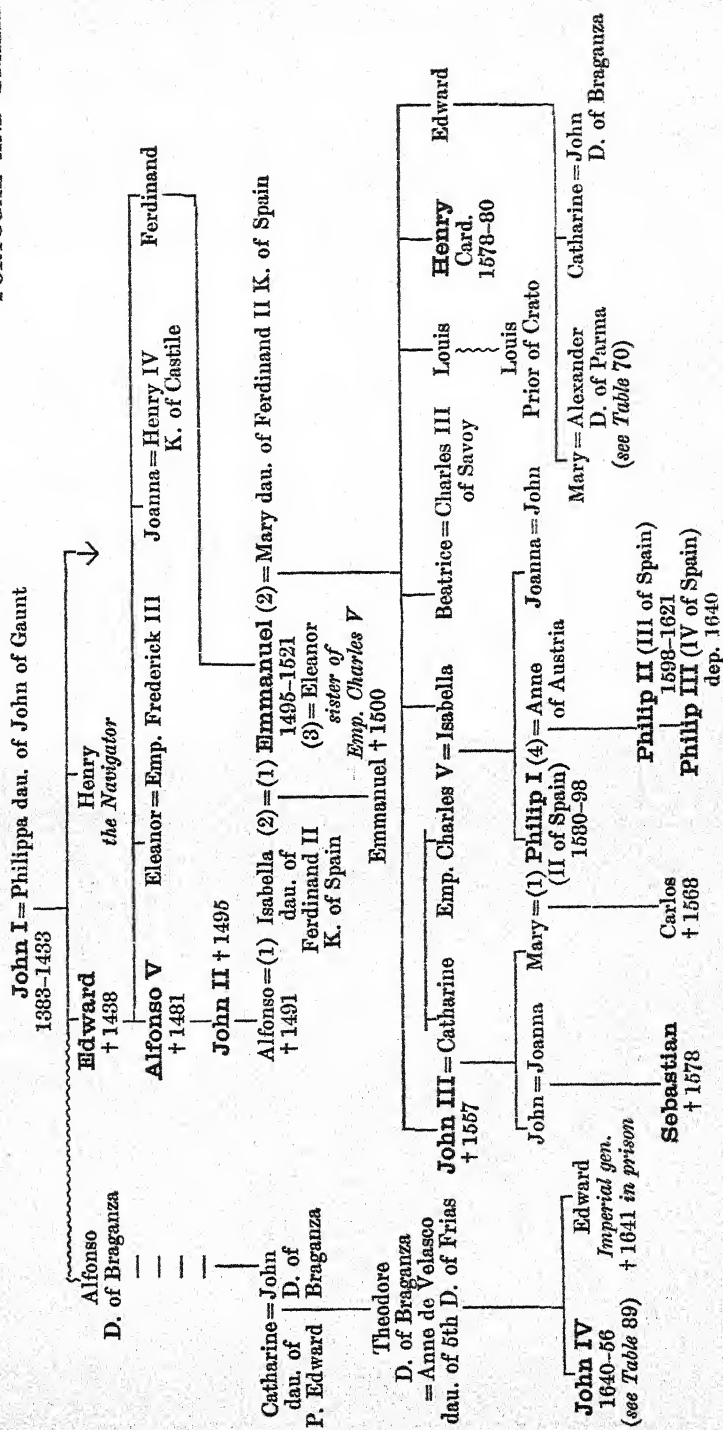 John I = Philippa dau. of John of Gaunt
1383–1433
Alfonso
D. of Braganza
Edward
† 1438
Henry
the Navigator
Alfonso V
† 1481
Eleanor = Emp. Frederick III
Joanna = Henry IV
K. of Castile
Ferdinand
John II † 1495
Alfonso = (1) Isabella (2) = (1) Emmanuel (2) = Mary dau. of Ferdinand II K. of Spain
† 1491
dau. of
Ferdinand II
K. of Spain
1495–1521
(3) = Eleanor
sister of
Emp. Charles V
Emmanuel † 1500
Catharine = John
dau. of
P. Edward
D. of
Braganza
Theodore
D. of Braganza
= Anne de Velasco
dau. of 5th D. of Frias
John IV
1640–56
(see Table 89)
Edward
Imperial gen.
† 1641 in prison
John III = Catharine
† 1557
Emp. Charles V = Isabella
Beatrice = Charles III
of Savoy
Louis
Louis
Prior of Crato
Henry
Card.
1578–80
Edward
John = Joanna
Mary = (1) Philip I (4) = Anne
(II of Spain)
1580–98
of Austria
Joanna = John
Mary = Alexander
D. of Parma
(see Table 70)
Catharine = John
D. of Braganza
Sebastian
† 1578
Carlos
† 1568
Philip II (III of Spain)
1598–1621
Philip III (IV of Spain)
dep. 1640